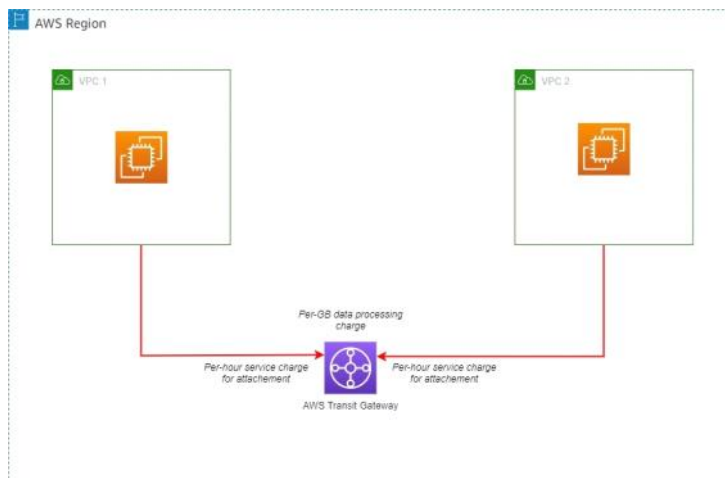 AWS Region
VPC 1
VPC 2
Per-GB data processing
charge
Per-hour service charge
for attachement
Per-hour service charge
for attachement
AWS Transit Gateway